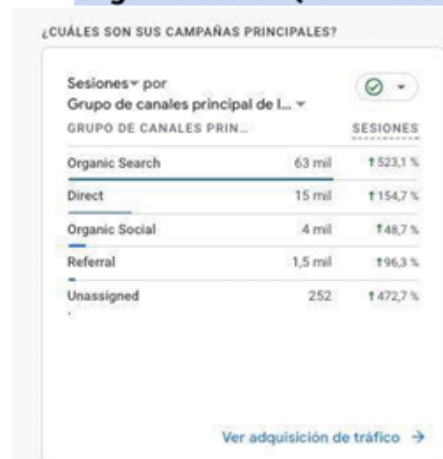 ¿CUÁLES SON SUS CAMPAÑAS PRINCIPALES?
Sesiones por
Grupo de canales principal de l...
GRUPO DE CANALES PRIN... SESIONES
Organic Search 63 mil ↑ 523,1 %
Direct 15 mil ↑ 154,7 %
Organic Social 4 mil ↑ 48,7 %
Referral 1,5 mil ↑ 96,3 %
Unassigned 252 ↑ 472,7 %
Ver adquisición de tráfico →